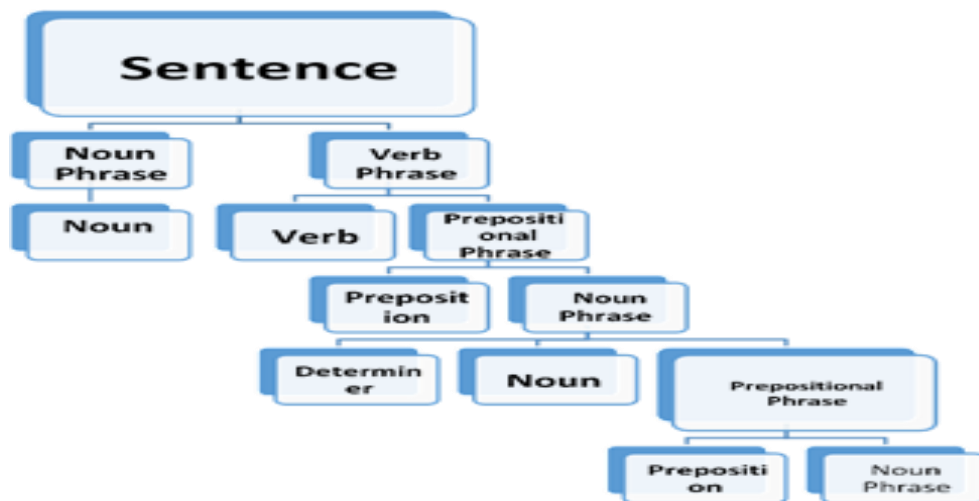 Sentence
Noun
Phrase
Verb
Phrase
Noun
Verb
Prepositi
onal
Phrase
Preposit
ion
Noun
Phrase
Determin
er
Noun
Prepositional
Phrase
Prepositi
on
Noun
Phrase